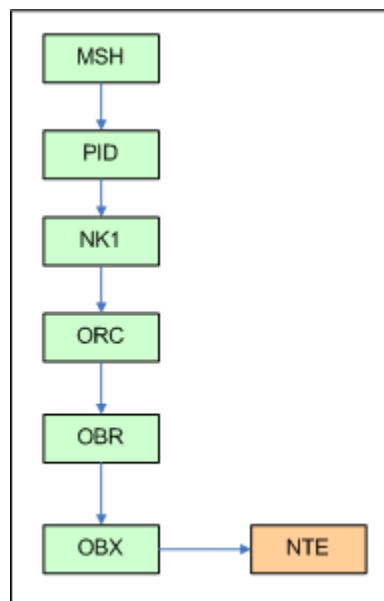 MSH
PID
NK1
ORC
OBR
OBX
NTE